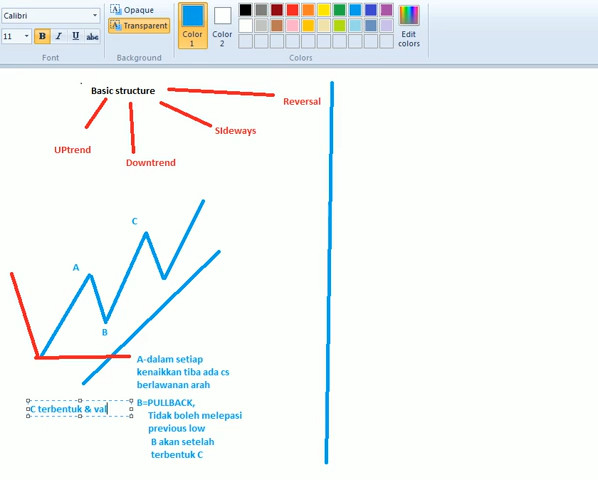 Calibri
Opaque
11
B
I
U
abc
Transparent
Color
1
Color
2
Edit
colors
Font
Background
Colors
Basic structure
Reversal
SIdeways
UPtrend
Downtrend
C
A
B
A-dalam setiap
kenaikkan tiba ada cs
berlawanan arah
C terbentuk & val
B=PULLBACK,
Tidak boleh melepasi
previous low
B akan setelah
terbentuk C